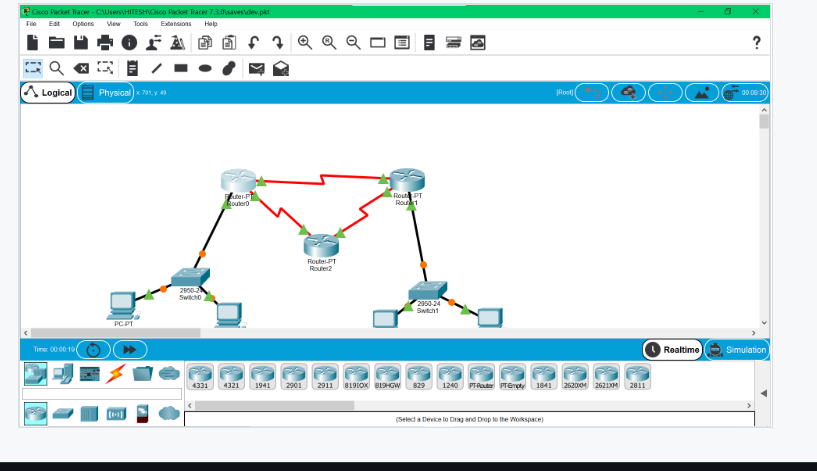 Cisco Packet Tracer - C:\Users\HITESH\Cisco Packet Tracer 7.3.0\saves\dev.pkt
File Edit Options View Tools Extensions Help
?
Logical Physical x: 791, y: 49 [Root] 00:08:30
Router-PT
Router0
Router-PT
Router1
Router-PT
Router2
2950-24
Switch0
2950-24
Switch1
PC-PT
Time: 00:00:19 Realtime Simulation
4331 4321 1941 2901 2911 819IOX 819HGW 829 1240 PT-Router PT-Empty 1841 2620XM 2621XM 2811
(Select a Device to Drag and Drop to the Workspace)